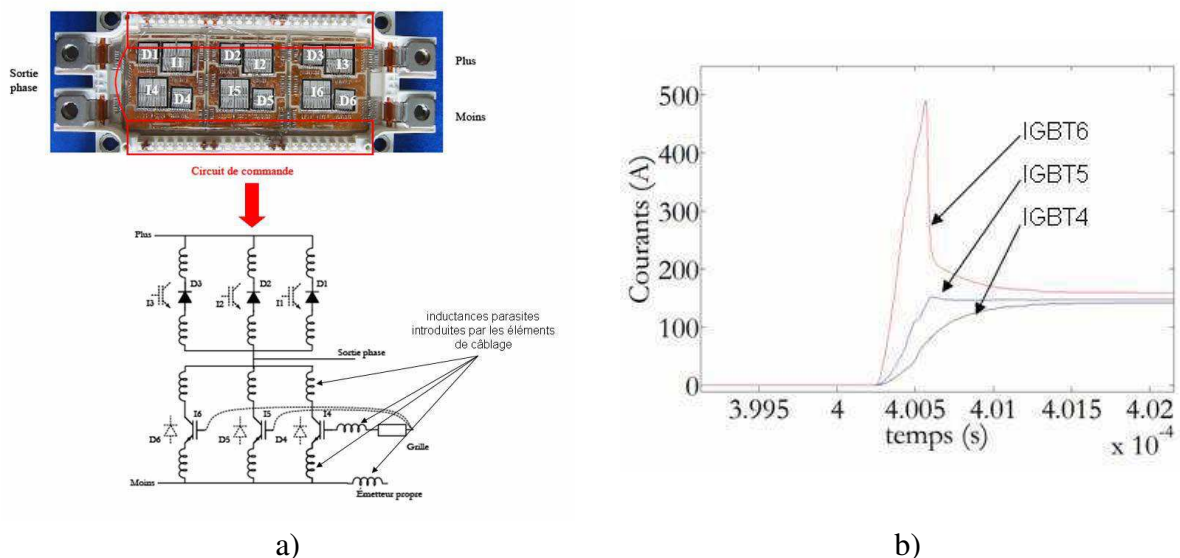 D1
D2
D3
I1
I2
I3
I4
D4
I5
D5
I6
D6
Sortie
phase
Plus
Moins
Circuit de commande
Plus
D3
D2
D1
I3
I2
I1
inductances parasites
introduites par les éléments
de câblage
Sortie phase
I6
I5
I4
D6
D5
D4
Grille
Moins
Émetteur propre
a)
Courants (A)
500
400
300
200
100
0
IGBT6
IGBT5
IGBT4
3.995
4
4.005
4.01
4.015
4.02
temps (s)
x 10-4
b)